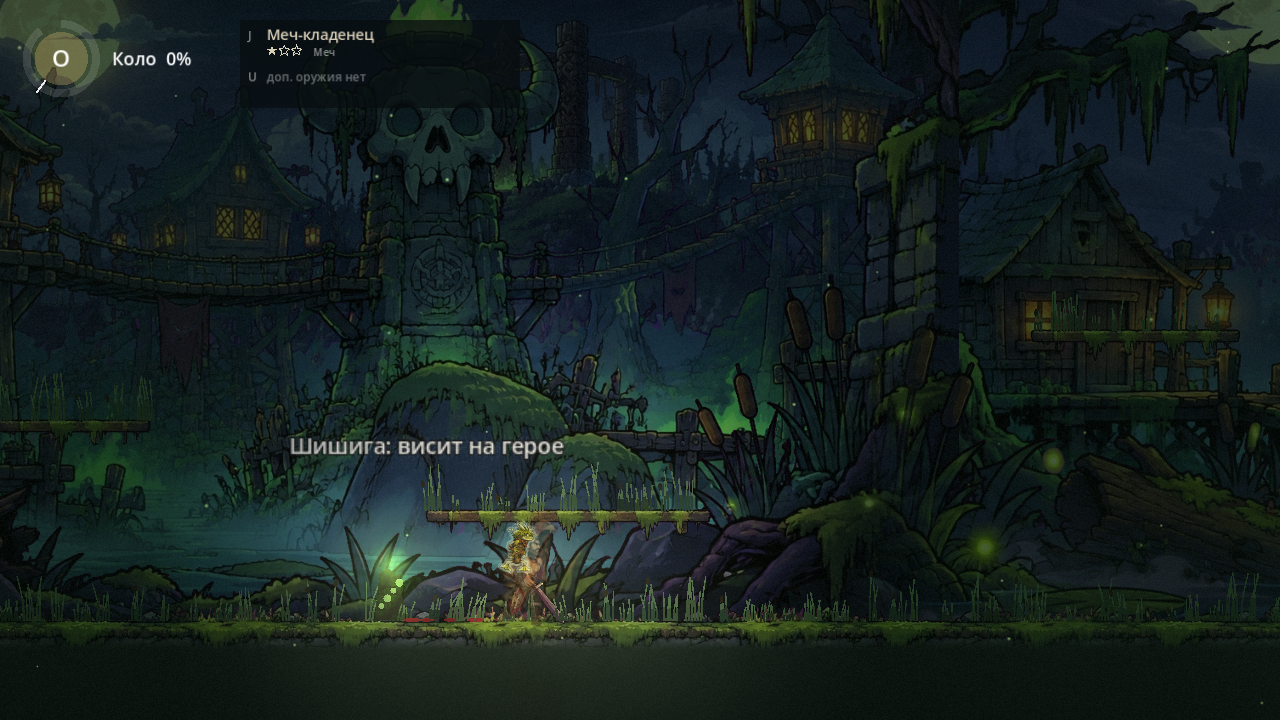 О
Коло 0%
J Меч-кладенец
Меч
U доп. оружия нет
Шишига: висит на герое